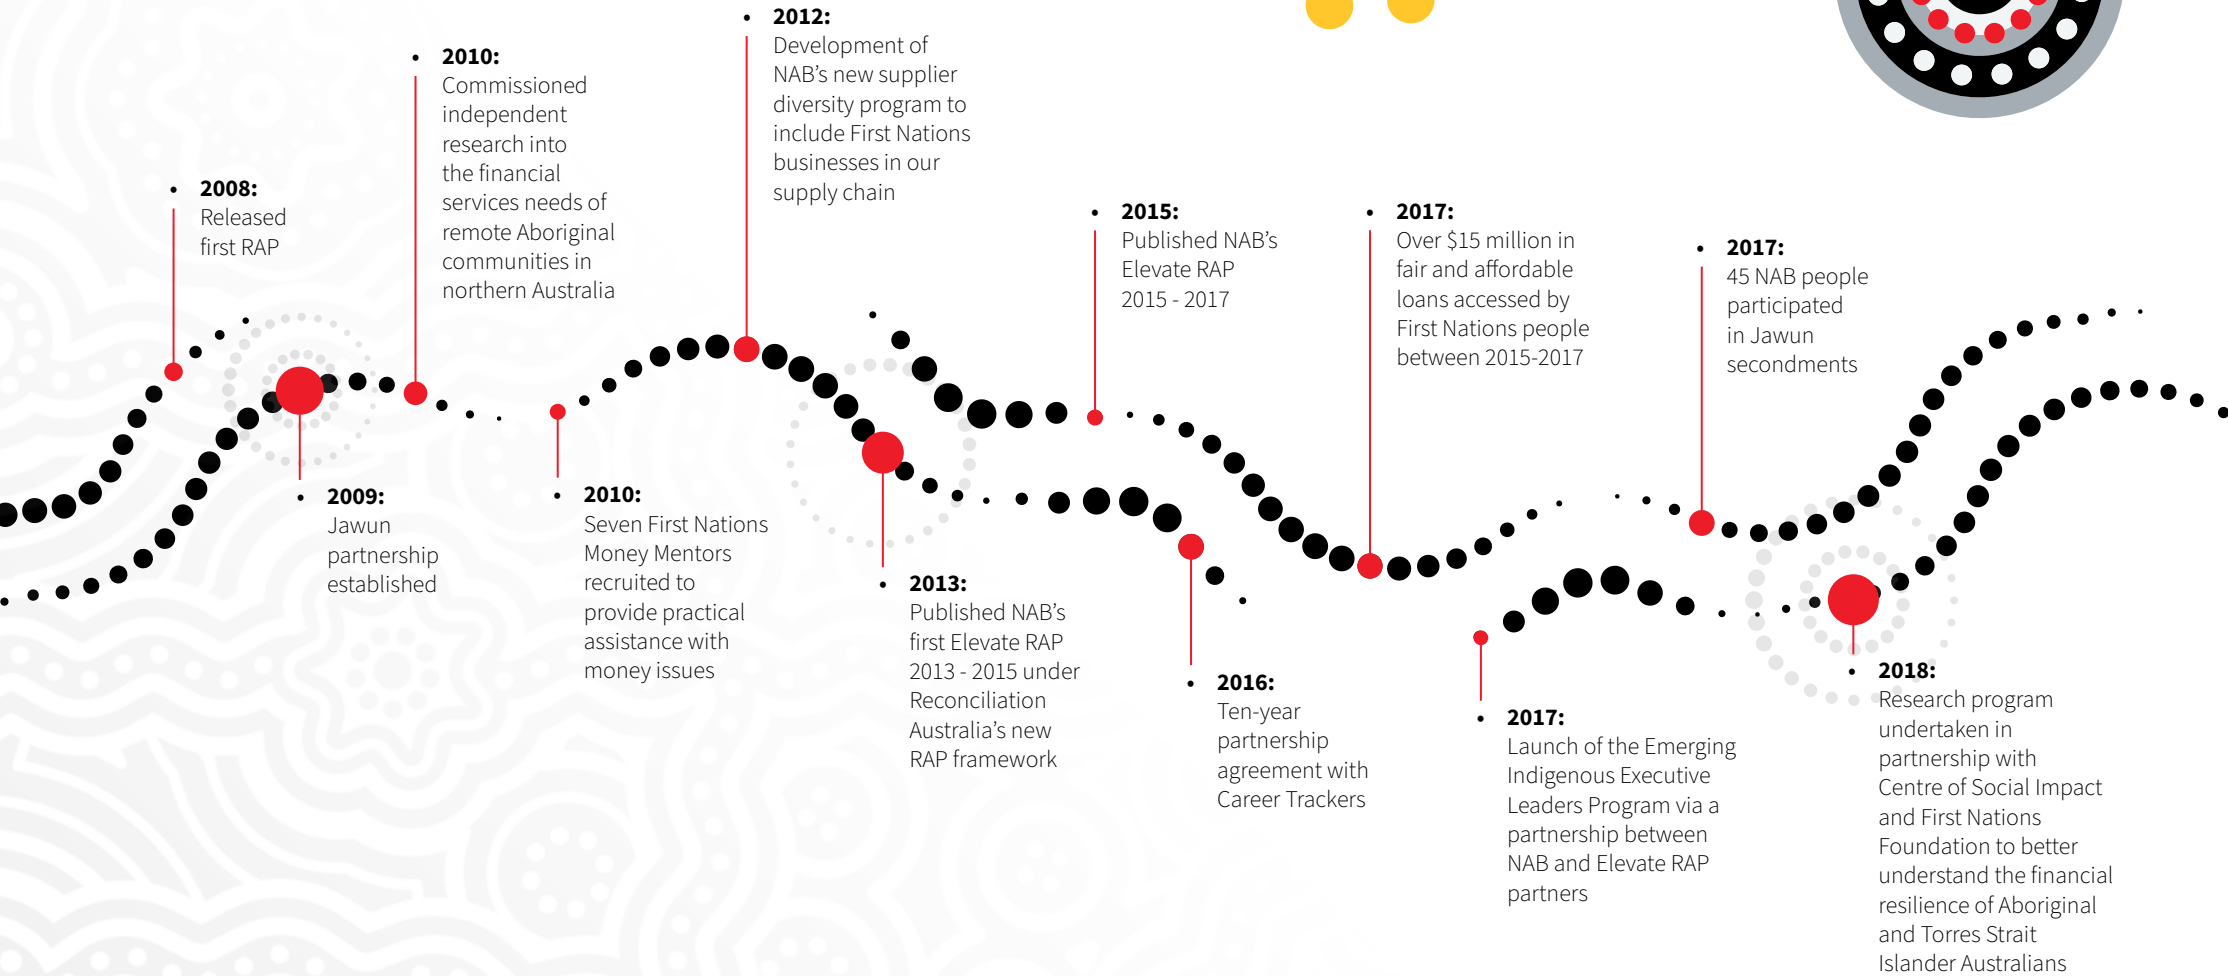 2008:
Released
first RAP
2009:
Jawun
partnership
established
2010:
Commissioned
independent
research into
the financial
services needs of
remote Aboriginal
communities in
northern Australia
2010:
Seven First Nations
Money Mentors
recruited to
provide practical
assistance with
money issues
2012:
Development of
NAB’s new supplier
diversity program to
include First Nations
businesses in our
supply chain
2013:
Published NAB’s
first Elevate RAP
2013 - 2015 under
Reconciliation
Australia’s new
RAP framework
2015:
Published NAB’s
Elevate RAP
2015 - 2017
2016:
Ten-year
partnership
agreement with
Career Trackers
2017:
Over $15 million in
fair and affordable
loans accessed by
First Nations people
between 2015-2017
2017:
Launch of the Emerging
Indigenous Executive
Leaders Program via a
partnership between
NAB and Elevate RAP
partners
2017:
45 NAB people
participated
in Jawun
secondments
2018:
Research program
undertaken in
partnership with
Centre of Social Impact
and First Nations
Foundation to better
understand the financial
resilience of Aboriginal
and Torres Strait
Islander Australians